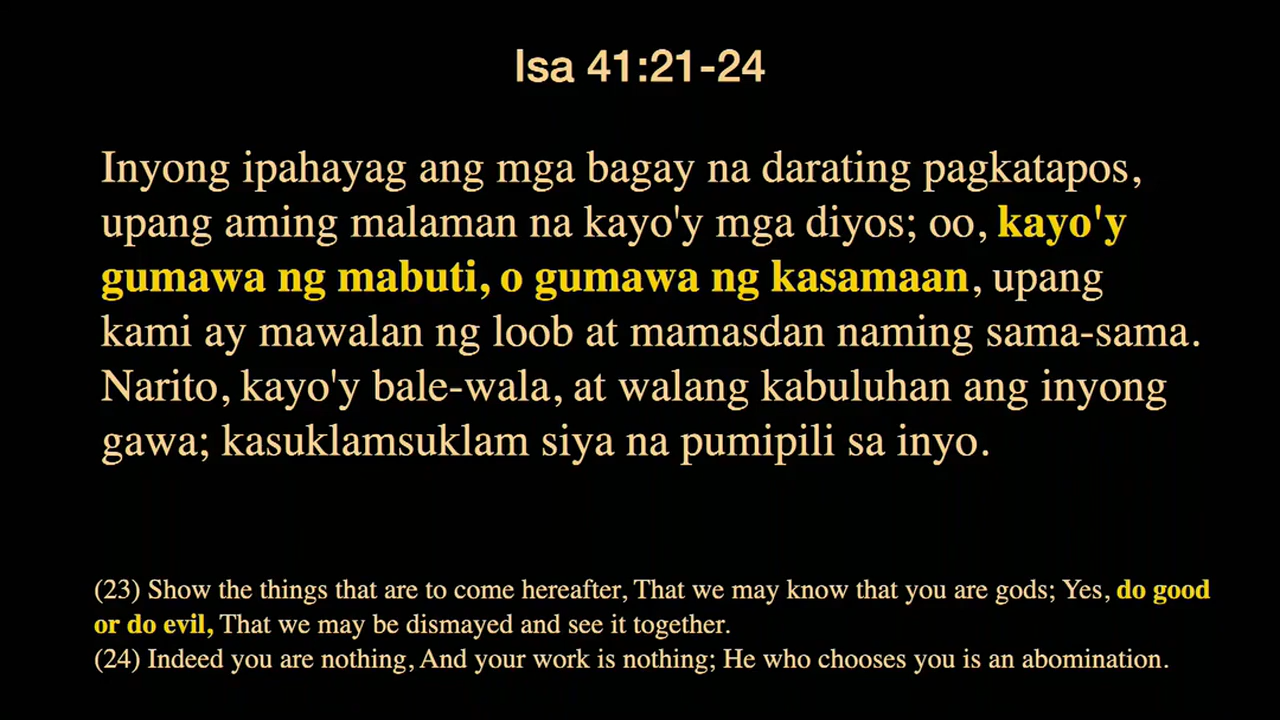 Isa 41:21-24
Inyong ipahayag ang mga bagay na darating pagkatapos,
upang aming malaman na kayo'y mga diyos; oo, kayo'y
gumawa ng mabuti, o gumawa ng kasamaan, upang
kami ay mawalan ng loob at mamasdan naming sama-sama.
Narito, kayo'y bale-wala, at walang kabuluhan ang inyong
gawa; kasuklamsuklam siya na pumipili sa inyo.
(23) Show the things that are to come hereafter, That we may know that you are gods; Yes, do good
or do evil, That we may be dismayed and see it together.
(24) Indeed you are nothing, And your work is nothing; He who chooses you is an abomination.